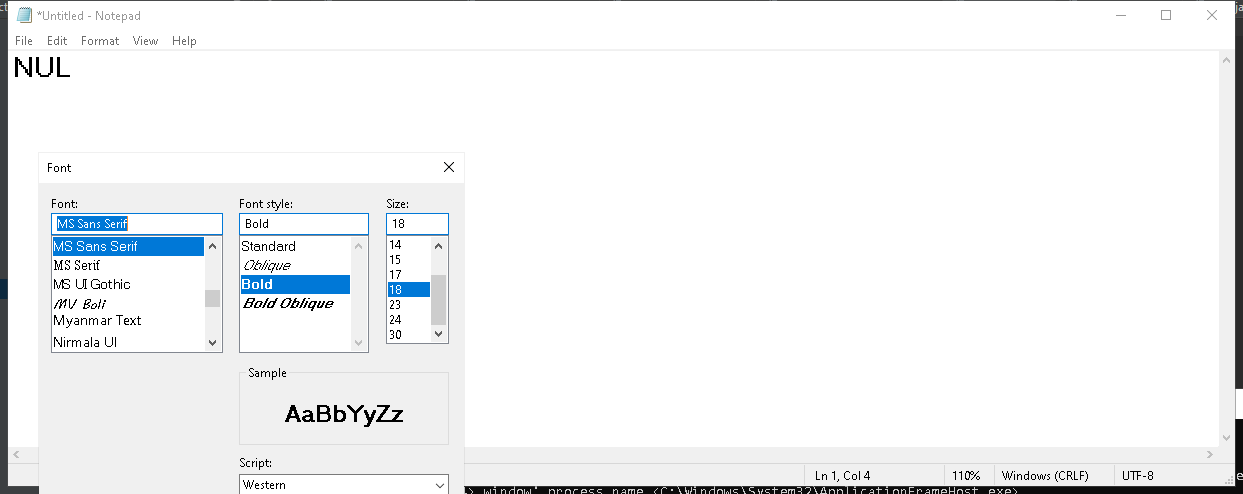 *Untitled - Notepad
File Edit Format View Help
NUL
Font
Font: Font style: Size:
MS Sans Serif Bold 18
MS Sans Serif Standard 14
MS Serif Oblique 15
MS UI Gothic Bold 17
MV Boli Bold Oblique 18
Myanmar Text 23
Nirmala UI 24
30
Sample
AaBbYyZz
Script:
Western
Ln 1, Col 4 110% Windows (CRLF) UTF-8
window' process name <C:\Windows\System32\ApplicationFrameHost.exe>